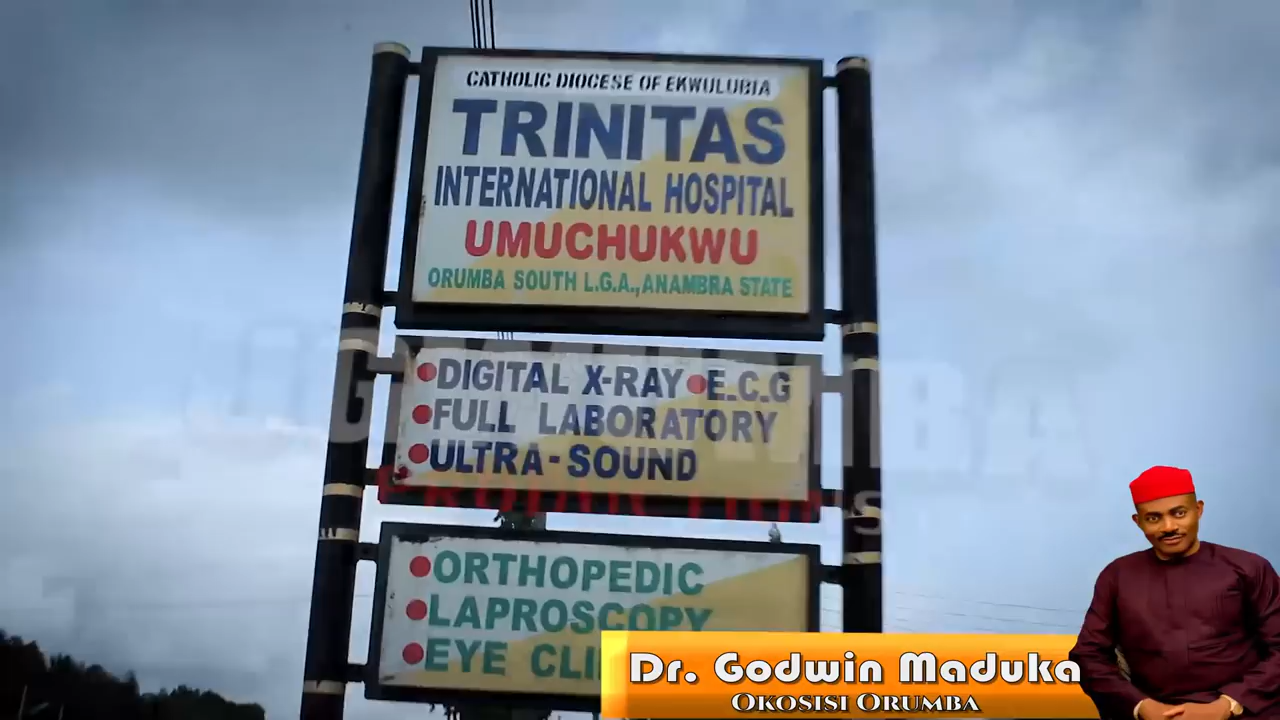 CATHOLIC DIOCESE OF EKWULOBIA
TRINITAS
INTERNATIONAL HOSPITAL
UMUCHUKWU
ORUMBA SOUTH L.G.A., ANAMBRA STATE
•DIGITAL X-RAY •E.C.G
•FULL LABORATORY
•ULTRA-SOUND
•ORTHOPEDIC
•LAPROSCOPY
•EYE
Dr. Godwin Maduka
OKOSISI ORUMBA